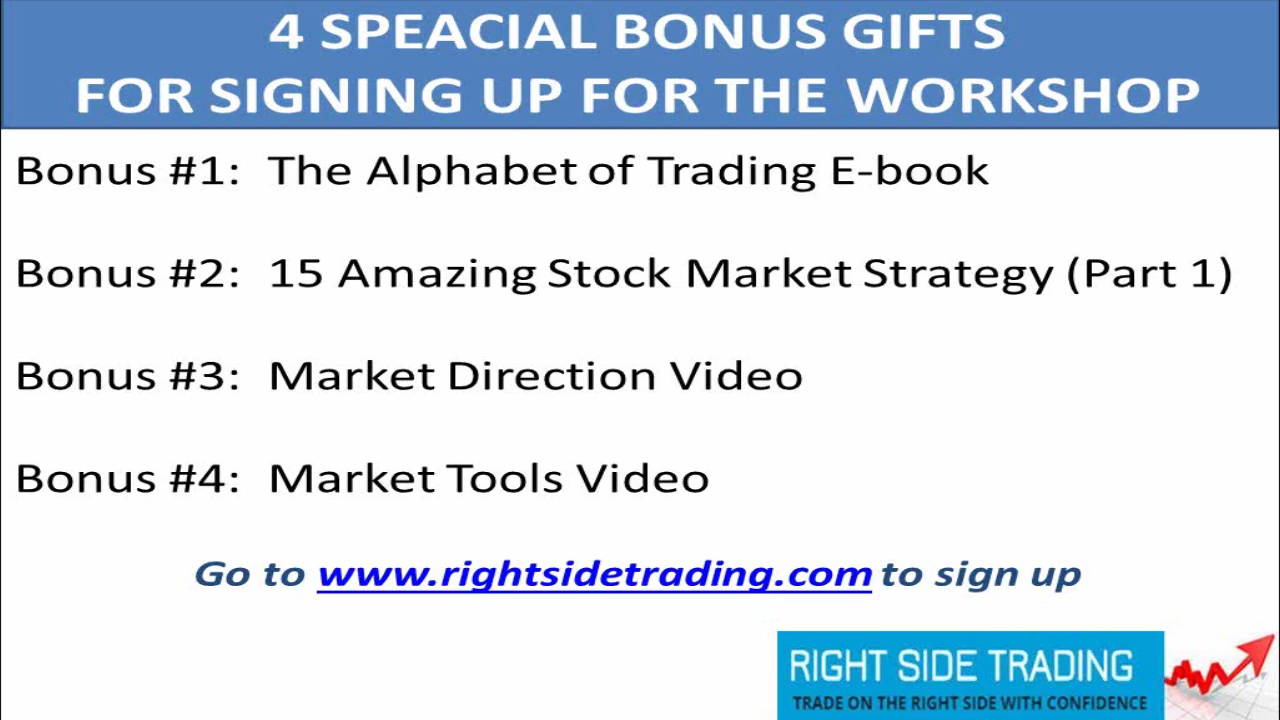 4 SPEACIAL BONUS GIFTS
FOR SIGNING UP FOR THE WORKSHOP
Bonus #1: The Alphabet of Trading E-book
Bonus #2: 15 Amazing Stock Market Strategy (Part 1)
Bonus #3: Market Direction Video
Bonus #4: Market Tools Video
Go to www.rightsidetrading.com to sign up
RIGHT SIDE TRADING
TRADE ON THE RIGHT SIDE WITH CONFIDENCE